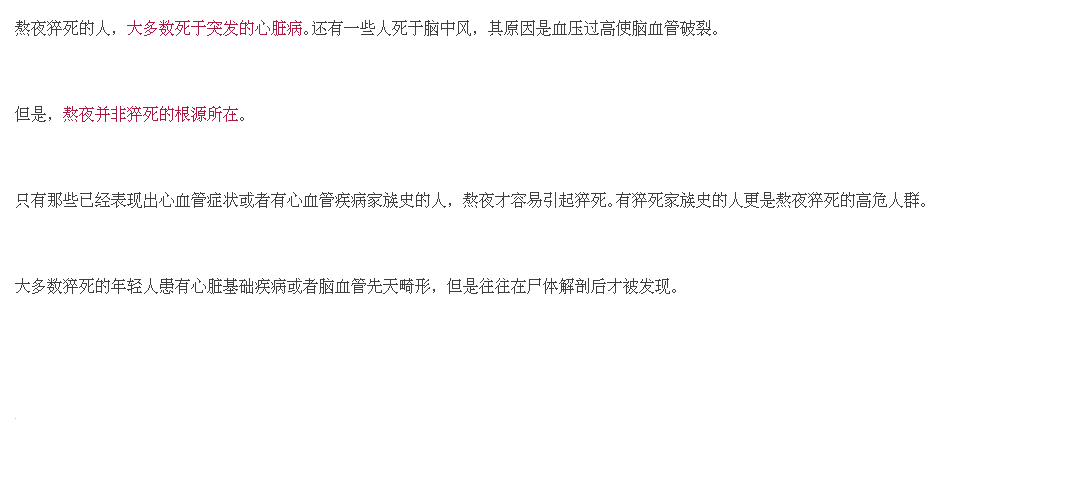 熬夜猝死的人，大多数死于突发的心脏病。还有一些人死于脑中风，其原因是血压过高使脑血管破裂。
但是，熬夜并非猝死的根源所在。
只有那些已经表现出心血管症状或者有心血管疾病家族史的人，熬夜才容易引起猝死。有猝死家族史的人更是熬夜猝死的高危人群。
大多数猝死的年轻人患有心脏基础疾病或者脑血管先天畸形，但是往往在尸体解剖后才被发现。